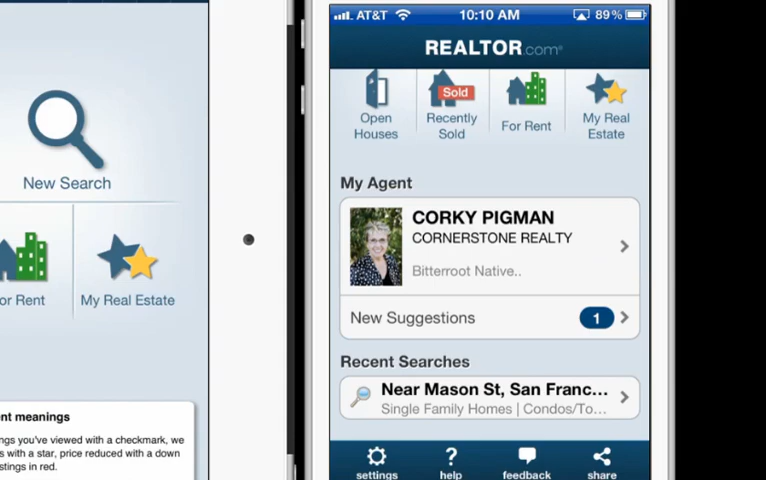 New Search
or Rent
My Real Estate
nt meanings
ngs you've viewed with a checkmark, we
s with a star, price reduced with a down
stings in red.
AT&T 10:10 AM 89%
REALTOR.com®
Open
Houses
Sold
Recently
Sold
For Rent
My Real
Estate
My Agent
CORKY PIGMAN
CORNERSTONE REALTY
Bitterroot Native..
New Suggestions 1
Recent Searches
Near Mason St, San Franc...
Single Family Homes | Condos/To...
settings help feedback share